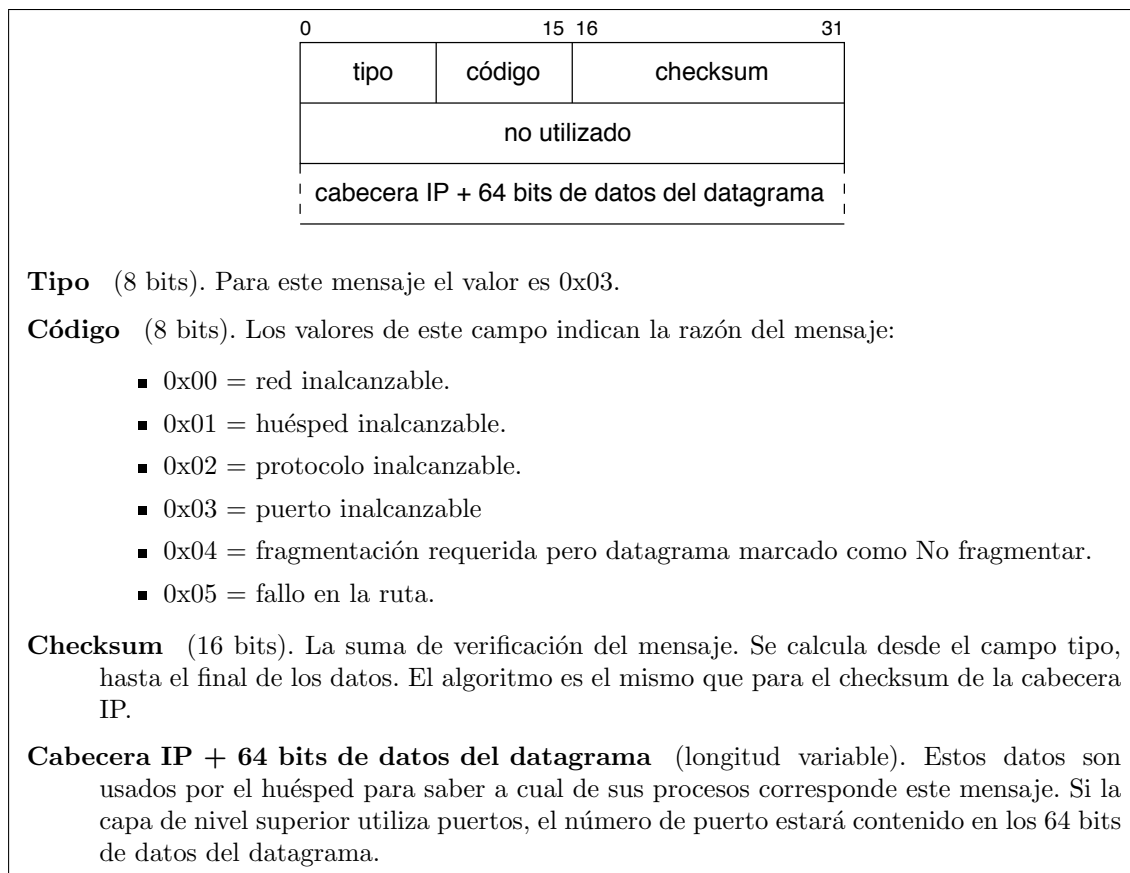 0 15 16 31
tipo código checksum
no utilizado
cabecera IP + 64 bits de datos del datagrama
Tipo (8 bits). Para este mensaje el valor es 0x03.
Código (8 bits). Los valores de este campo indican la razón del mensaje:
▪ 0x00 = red inalcanzable.
▪ 0x01 = huésped inalcanzable.
▪ 0x02 = protocolo inalcanzable.
▪ 0x03 = puerto inalcanzable
▪ 0x04 = fragmentación requerida pero datagrama marcado como No fragmentar.
▪ 0x05 = fallo en la ruta.
Checksum (16 bits). La suma de verificación del mensaje. Se calcula desde el campo tipo,
hasta el final de los datos. El algoritmo es el mismo que para el checksum de la cabecera
IP.
Cabecera IP + 64 bits de datos del datagrama (longitud variable). Estos datos son
usados por el huésped para saber a cual de sus procesos corresponde este mensaje. Si la
capa de nivel superior utiliza puertos, el número de puerto estará contenido en los 64 bits
de datos del datagrama.